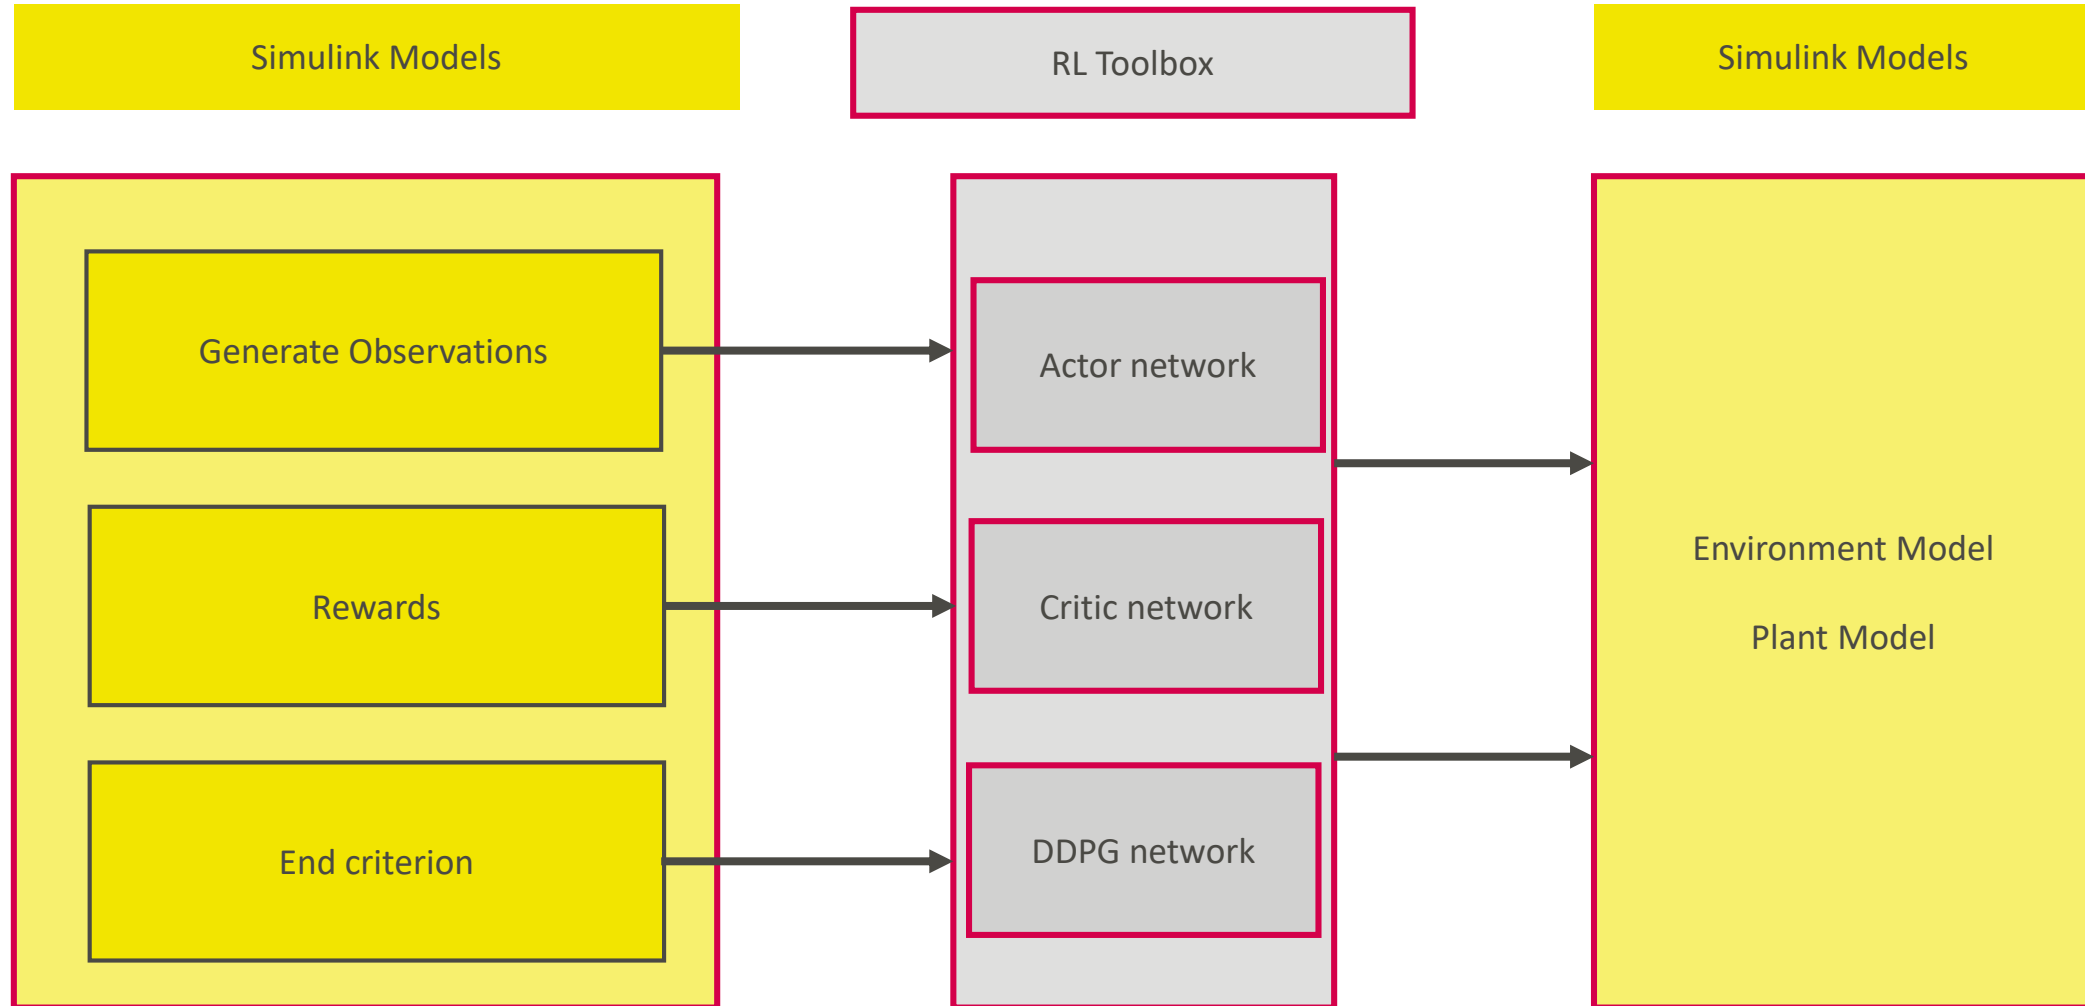 Simulink Models
RL Toolbox
Simulink Models
Generate Observations
Rewards
End criterion
Actor network
Critic network
DDPG network
Environment Model
Plant Model